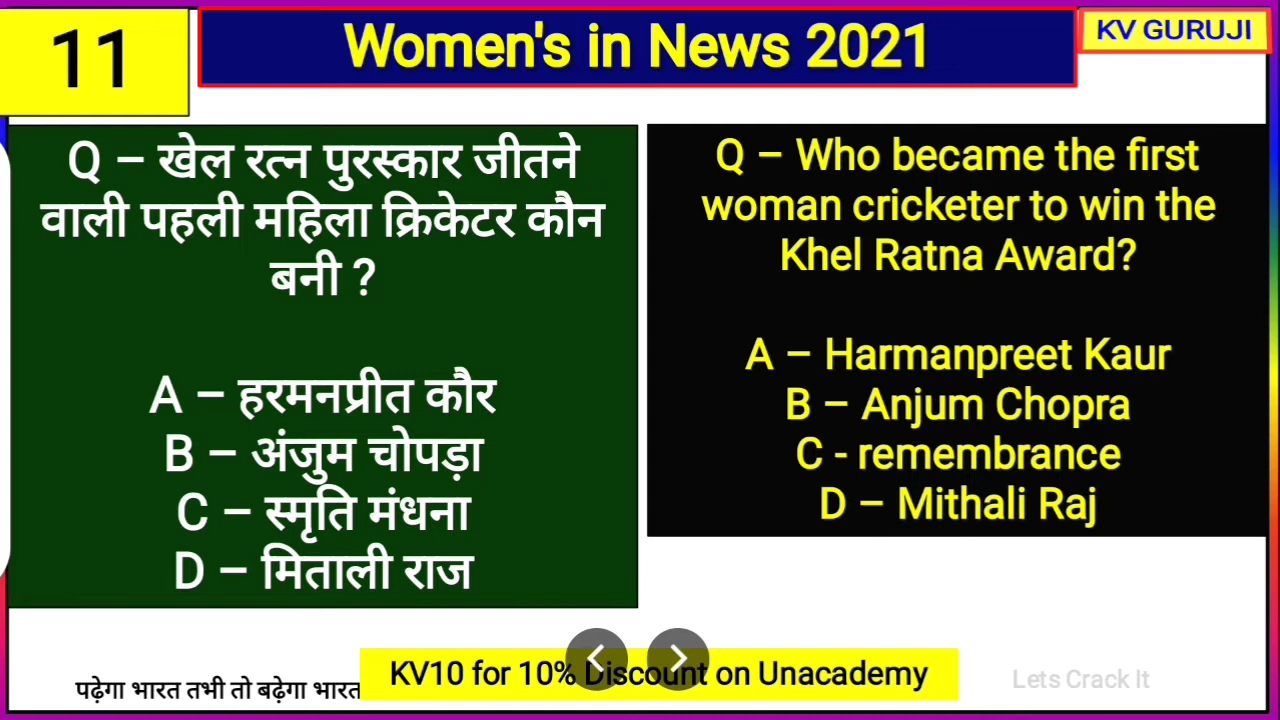 11
Women's in News 2021
KV GURUJI
Q – खेल रत्न पुरस्कार जीतने
वाली पहली महिला क्रिकेटर कौन
बनी ?
A – हरमनप्रीत कौर
B – अंजुम चोपड़ा
C – स्मृति मंधना
D – मिताली राज
Q – Who became the first
woman cricketer to win the
Khel Ratna Award?
A – Harmanpreet Kaur
B – Anjum Chopra
C - remembrance
D – Mithali Raj
पढ़ेगा भारत तभी तो बढ़ेगा भारत
KV10 for 10% Discount on Unacademy
Lets Crack It